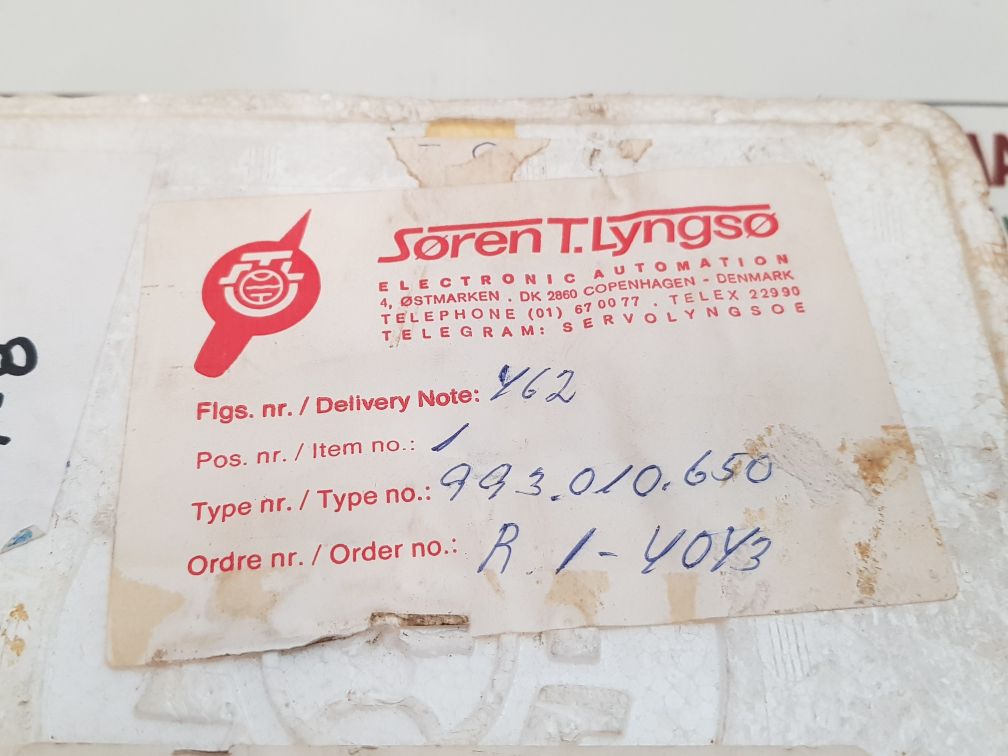 STL
Søren T. Lyngsø
ELECTRONIC AUTOMATION
4, ØSTMARKEN . DK 2860 COPENHAGEN - DENMARK
TELEPHONE (01) 67 00 77 . TELEX 22990
TELEGRAM: SERVOLYNGSOE
Flgs. nr. / Delivery Note: 462
Pos. nr. / Item no.: 1
Type nr. / Type no.: 993.010.650
Ordre nr. / Order no.: R 1-4043